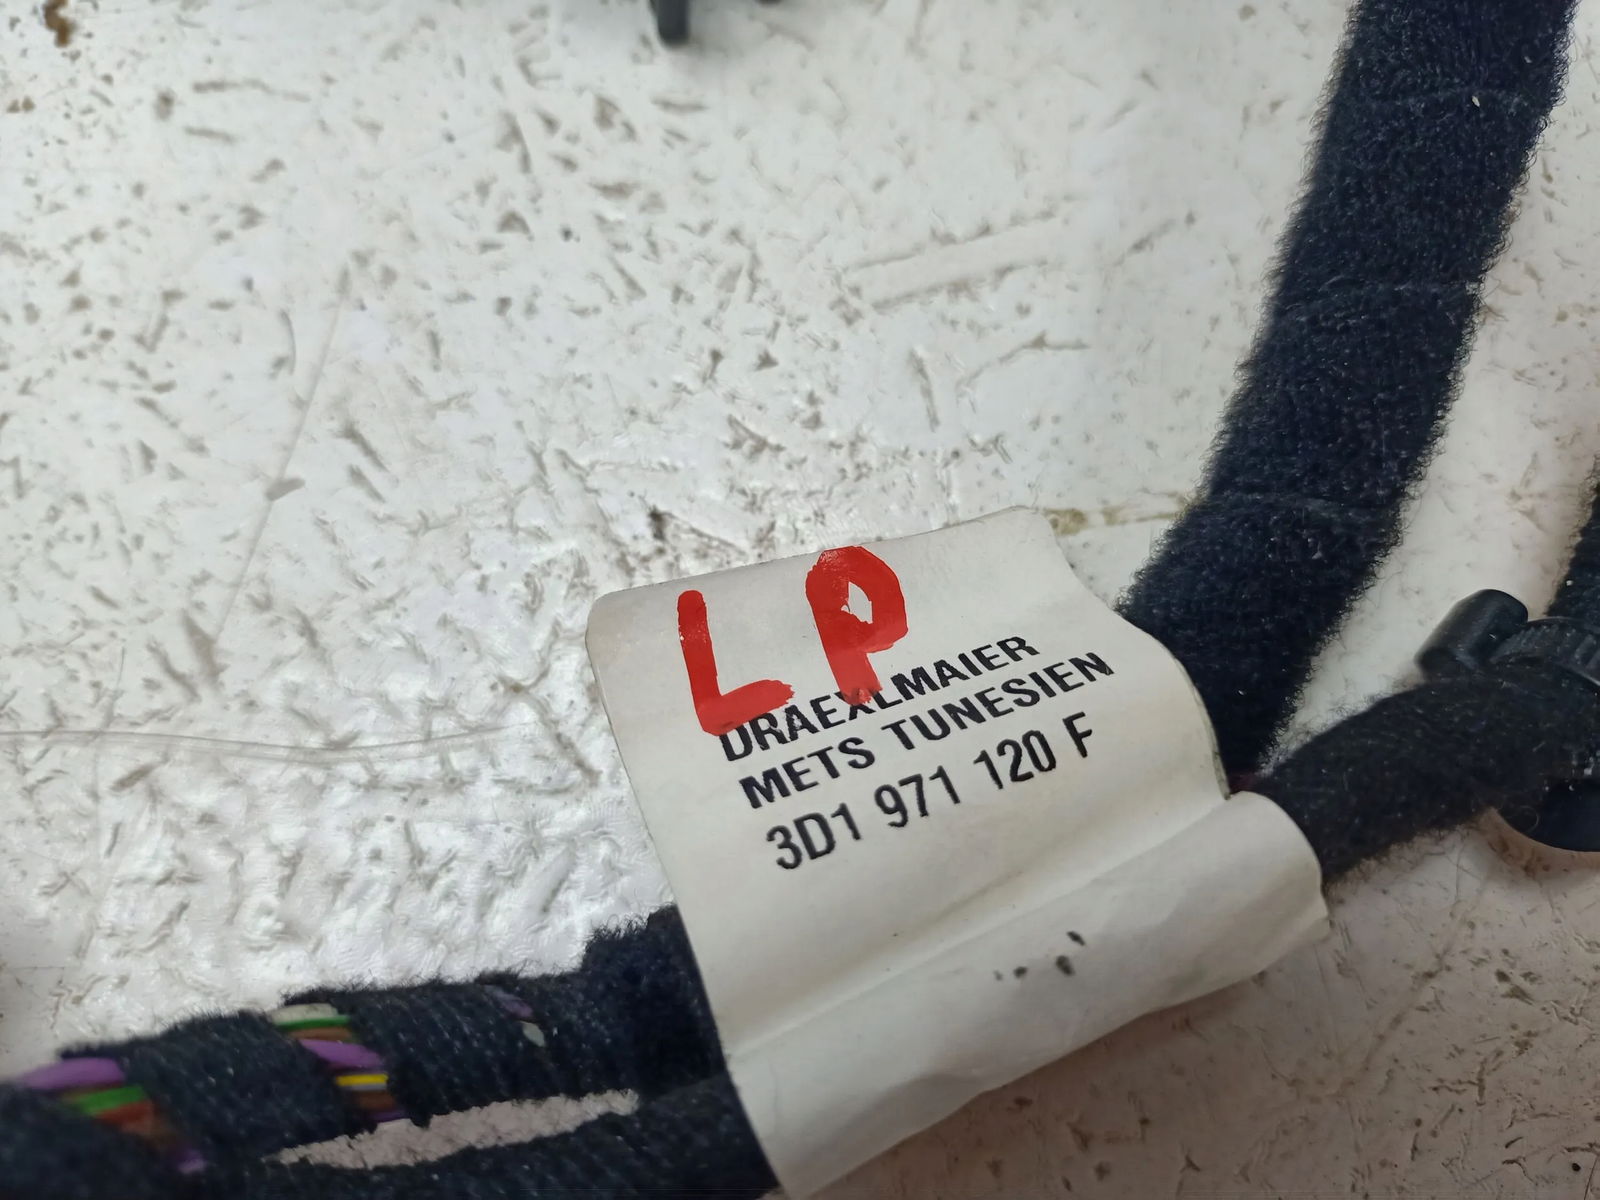 LP
DRAEXLMAIER
METS TUNESIEN
3D1 971 120 F